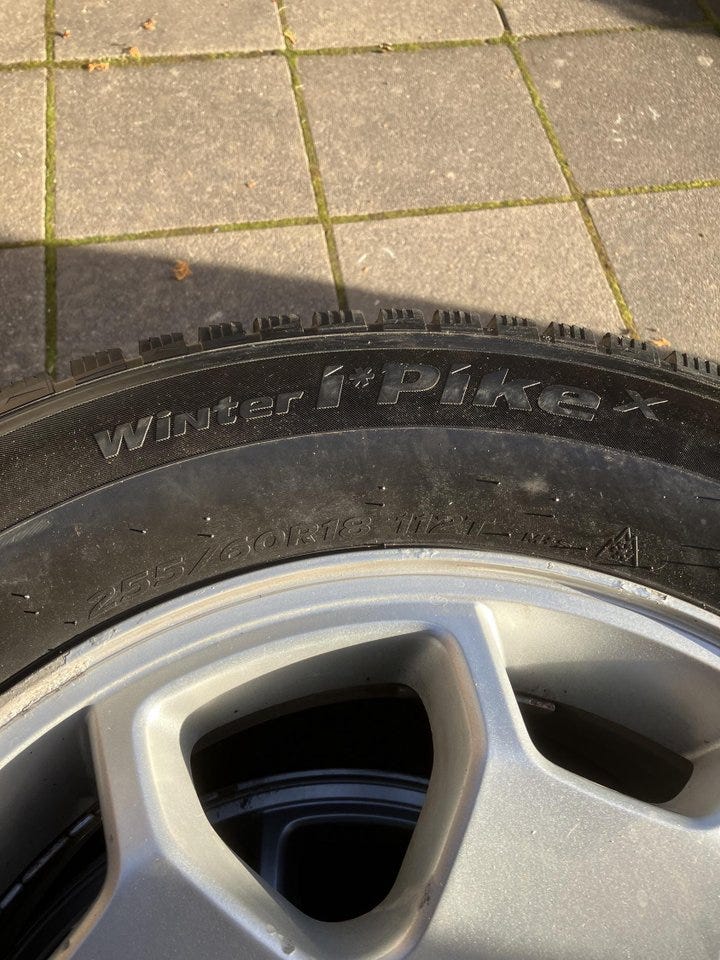 Winter i*Pike X
255/60R18 112T M+S